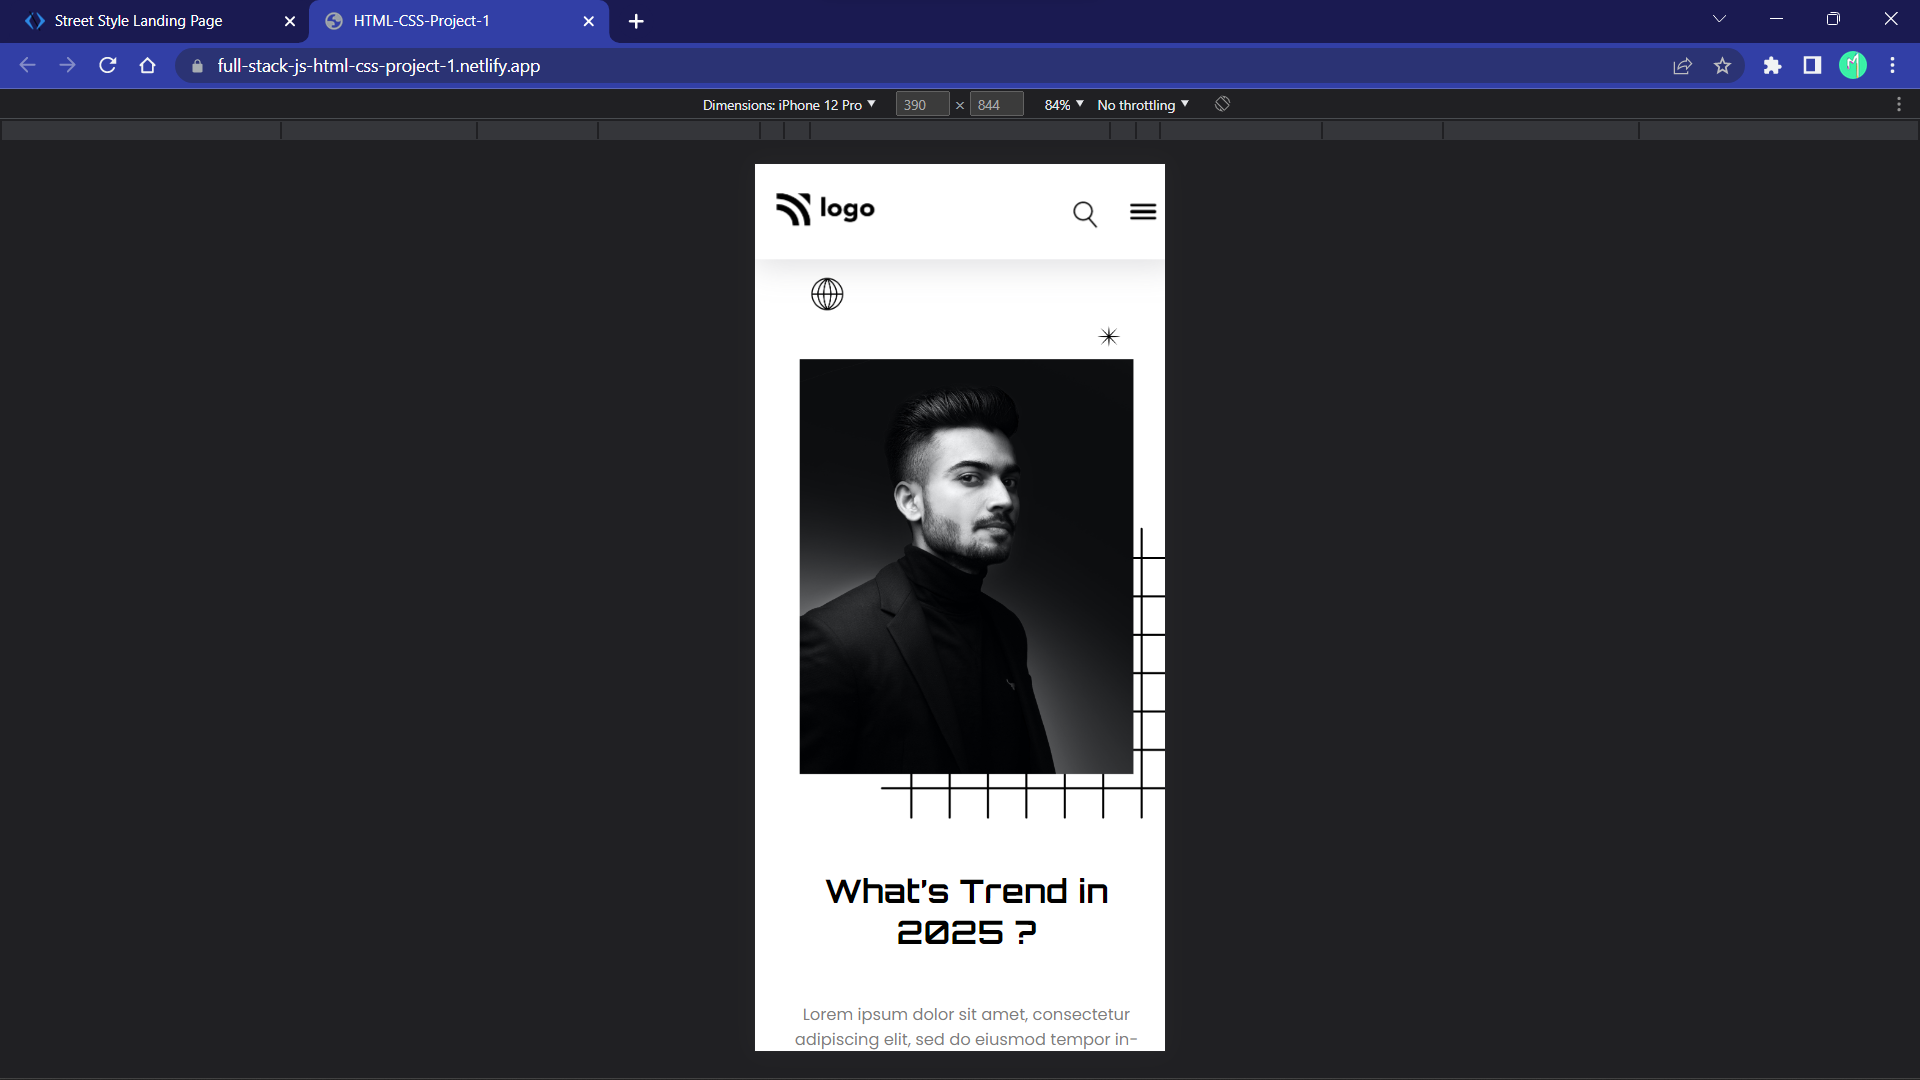 Street Style Landing Page
HTML-CSS-Project-1
full-stack-js-html-css-project-1.netlify.app
Dimensions: iPhone 12 Pro 390 × 844 84% No throttling
logo
What's Trend in
2025 ?
Lorem ipsum dolor sit amet, consectetur
adipiscing elit, sed do eiusmod tempor in-